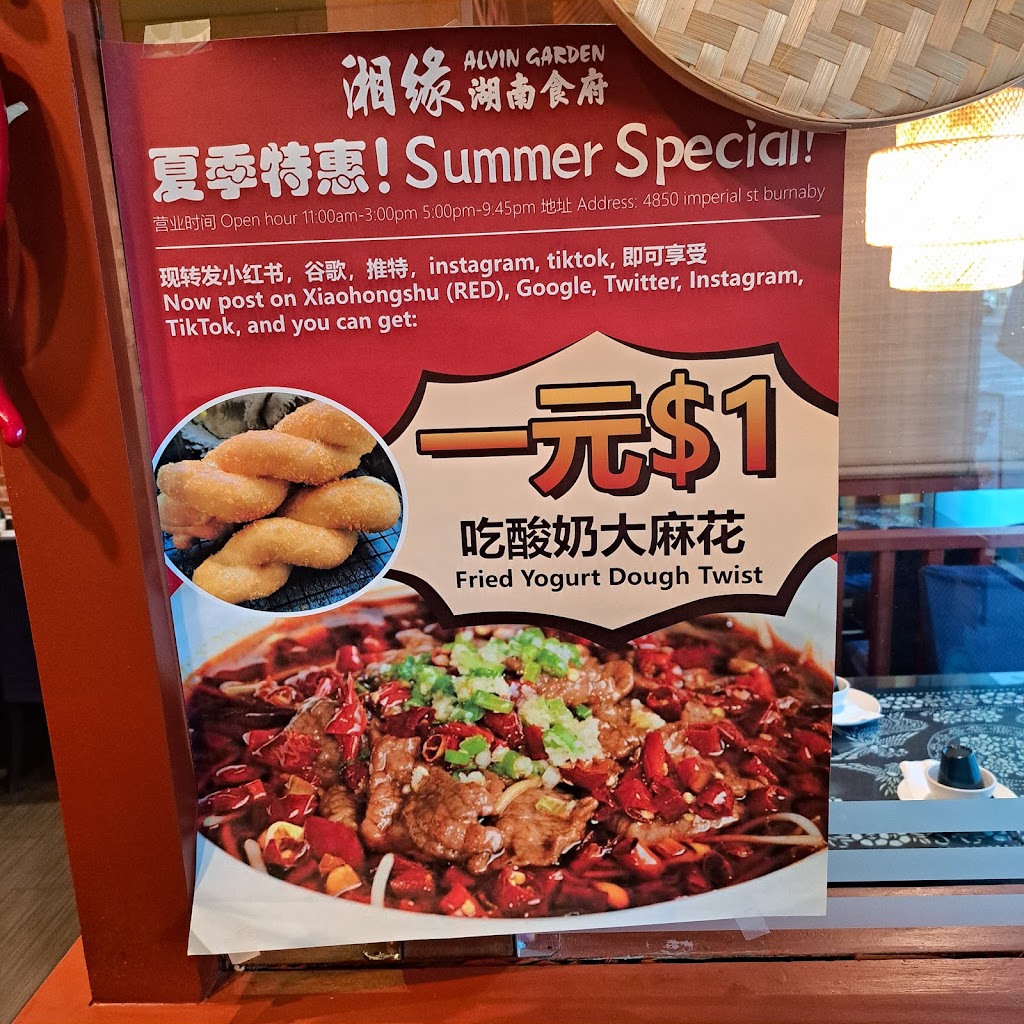 湘缘 ALVIN GARDEN
湖南食府
夏季特惠! Summer Special!
营业时间 Open hour 11:00am-3:00pm 5:00pm-9:45pm 地址 Address: 4850 imperial st burnaby
现转发小红书，谷歌，推特，instagram, tiktok, 即可享受
Now post on Xiaohongshu (RED), Google, Twitter, Instagram,
TikTok, and you can get:
一元$1
吃酸奶大麻花
Fried Yogurt Dough Twist